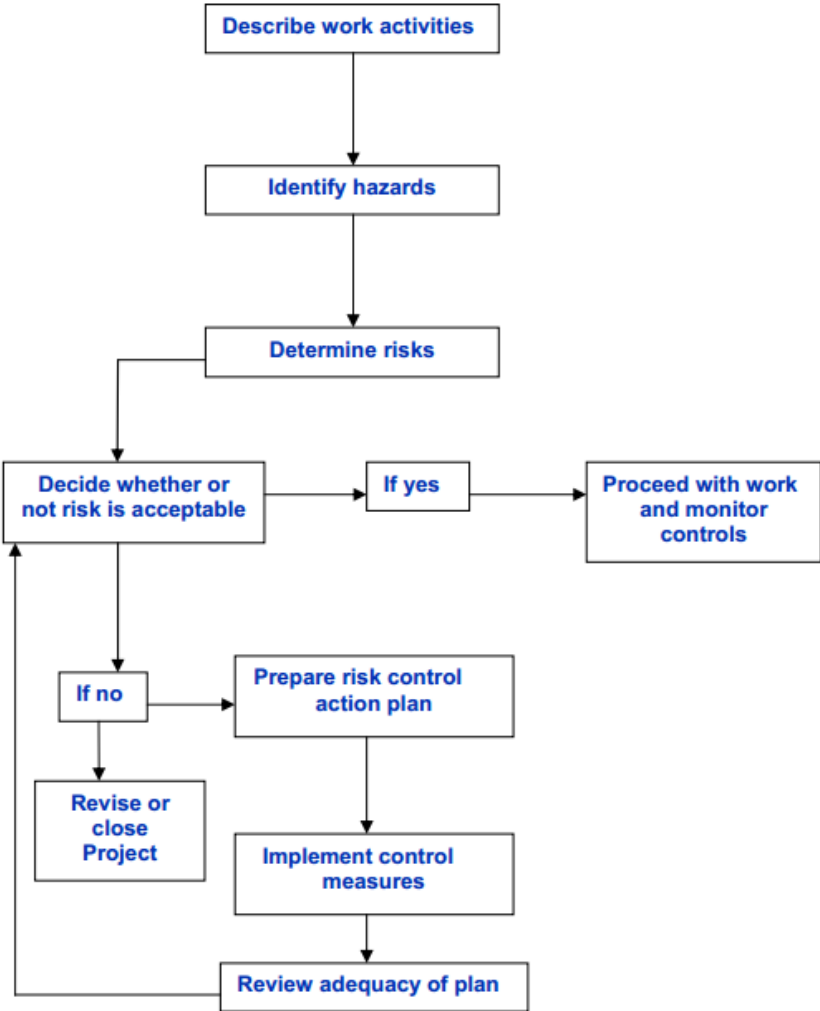 Describe work activities
Identify hazards
Determine risks
Decide whether or
not risk is acceptable
If yes
Proceed with work
and monitor
controls
If no
Prepare risk control
action plan
Revise or
close
Project
Implement control
measures
Review adequacy of plan